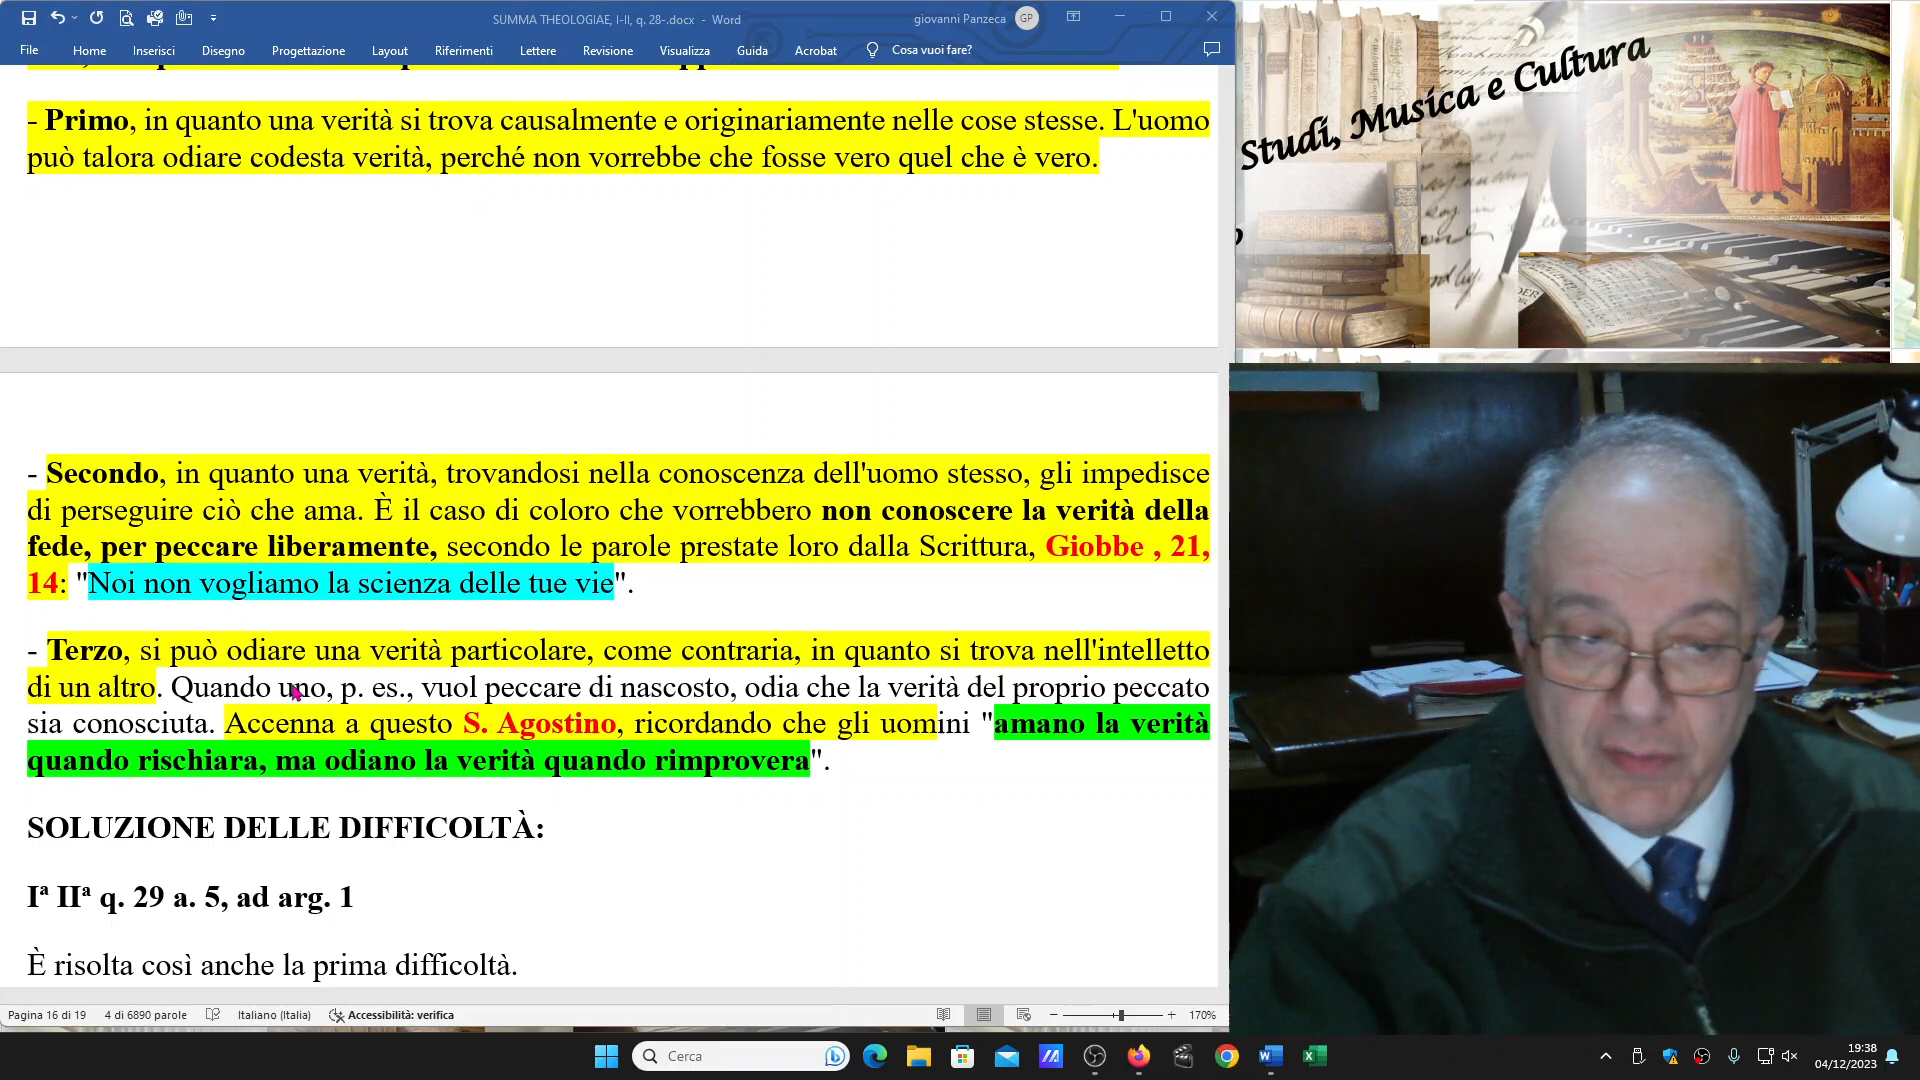 SUMMA THEOLOGIAE, I-II, q. 28-.docx - Word
giovanni Panzeca
GP
File Home Inserisci Disegno Progettazione Layout Riferimenti Lettere Revisione Visualizza Guida Acrobat Cosa vuoi fare?
- Primo, in quanto una verità si trova causalmente e originariamente nelle cose stesse. L'uomo
può talora odiare codesta verità, perché non vorrebbe che fosse vero quel che è vero.
- Secondo, in quanto una verità, trovandosi nella conoscenza dell'uomo stesso, gli impedisce
di perseguire ciò che ama. È il caso di coloro che vorrebbero non conoscere la verità della
fede, per peccare liberamente, secondo le parole prestate loro dalla Scrittura, Giobbe , 21,
14: "Noi non vogliamo la scienza delle tue vie".
- Terzo, si può odiare una verità particolare, come contraria, in quanto si trova nell'intelletto
di un altro. Quando uno, p. es., vuol peccare di nascosto, odia che la verità del proprio peccato
sia conosciuta. Accenna a questo S. Agostino, ricordando che gli uomini "amano la verità
quando rischiara, ma odiano la verità quando rimprovera".
SOLUZIONE DELLE DIFFICOLTÀ:
Iª IIª q. 29 a. 5, ad arg. 1
È risolta così anche la prima difficoltà.
Pagina 16 di 19 4 di 6890 parole Italiano (Italia) Accessibilità: verifica 170%
Studi, Musica e Cultura
Cerca
19:38
04/12/2023